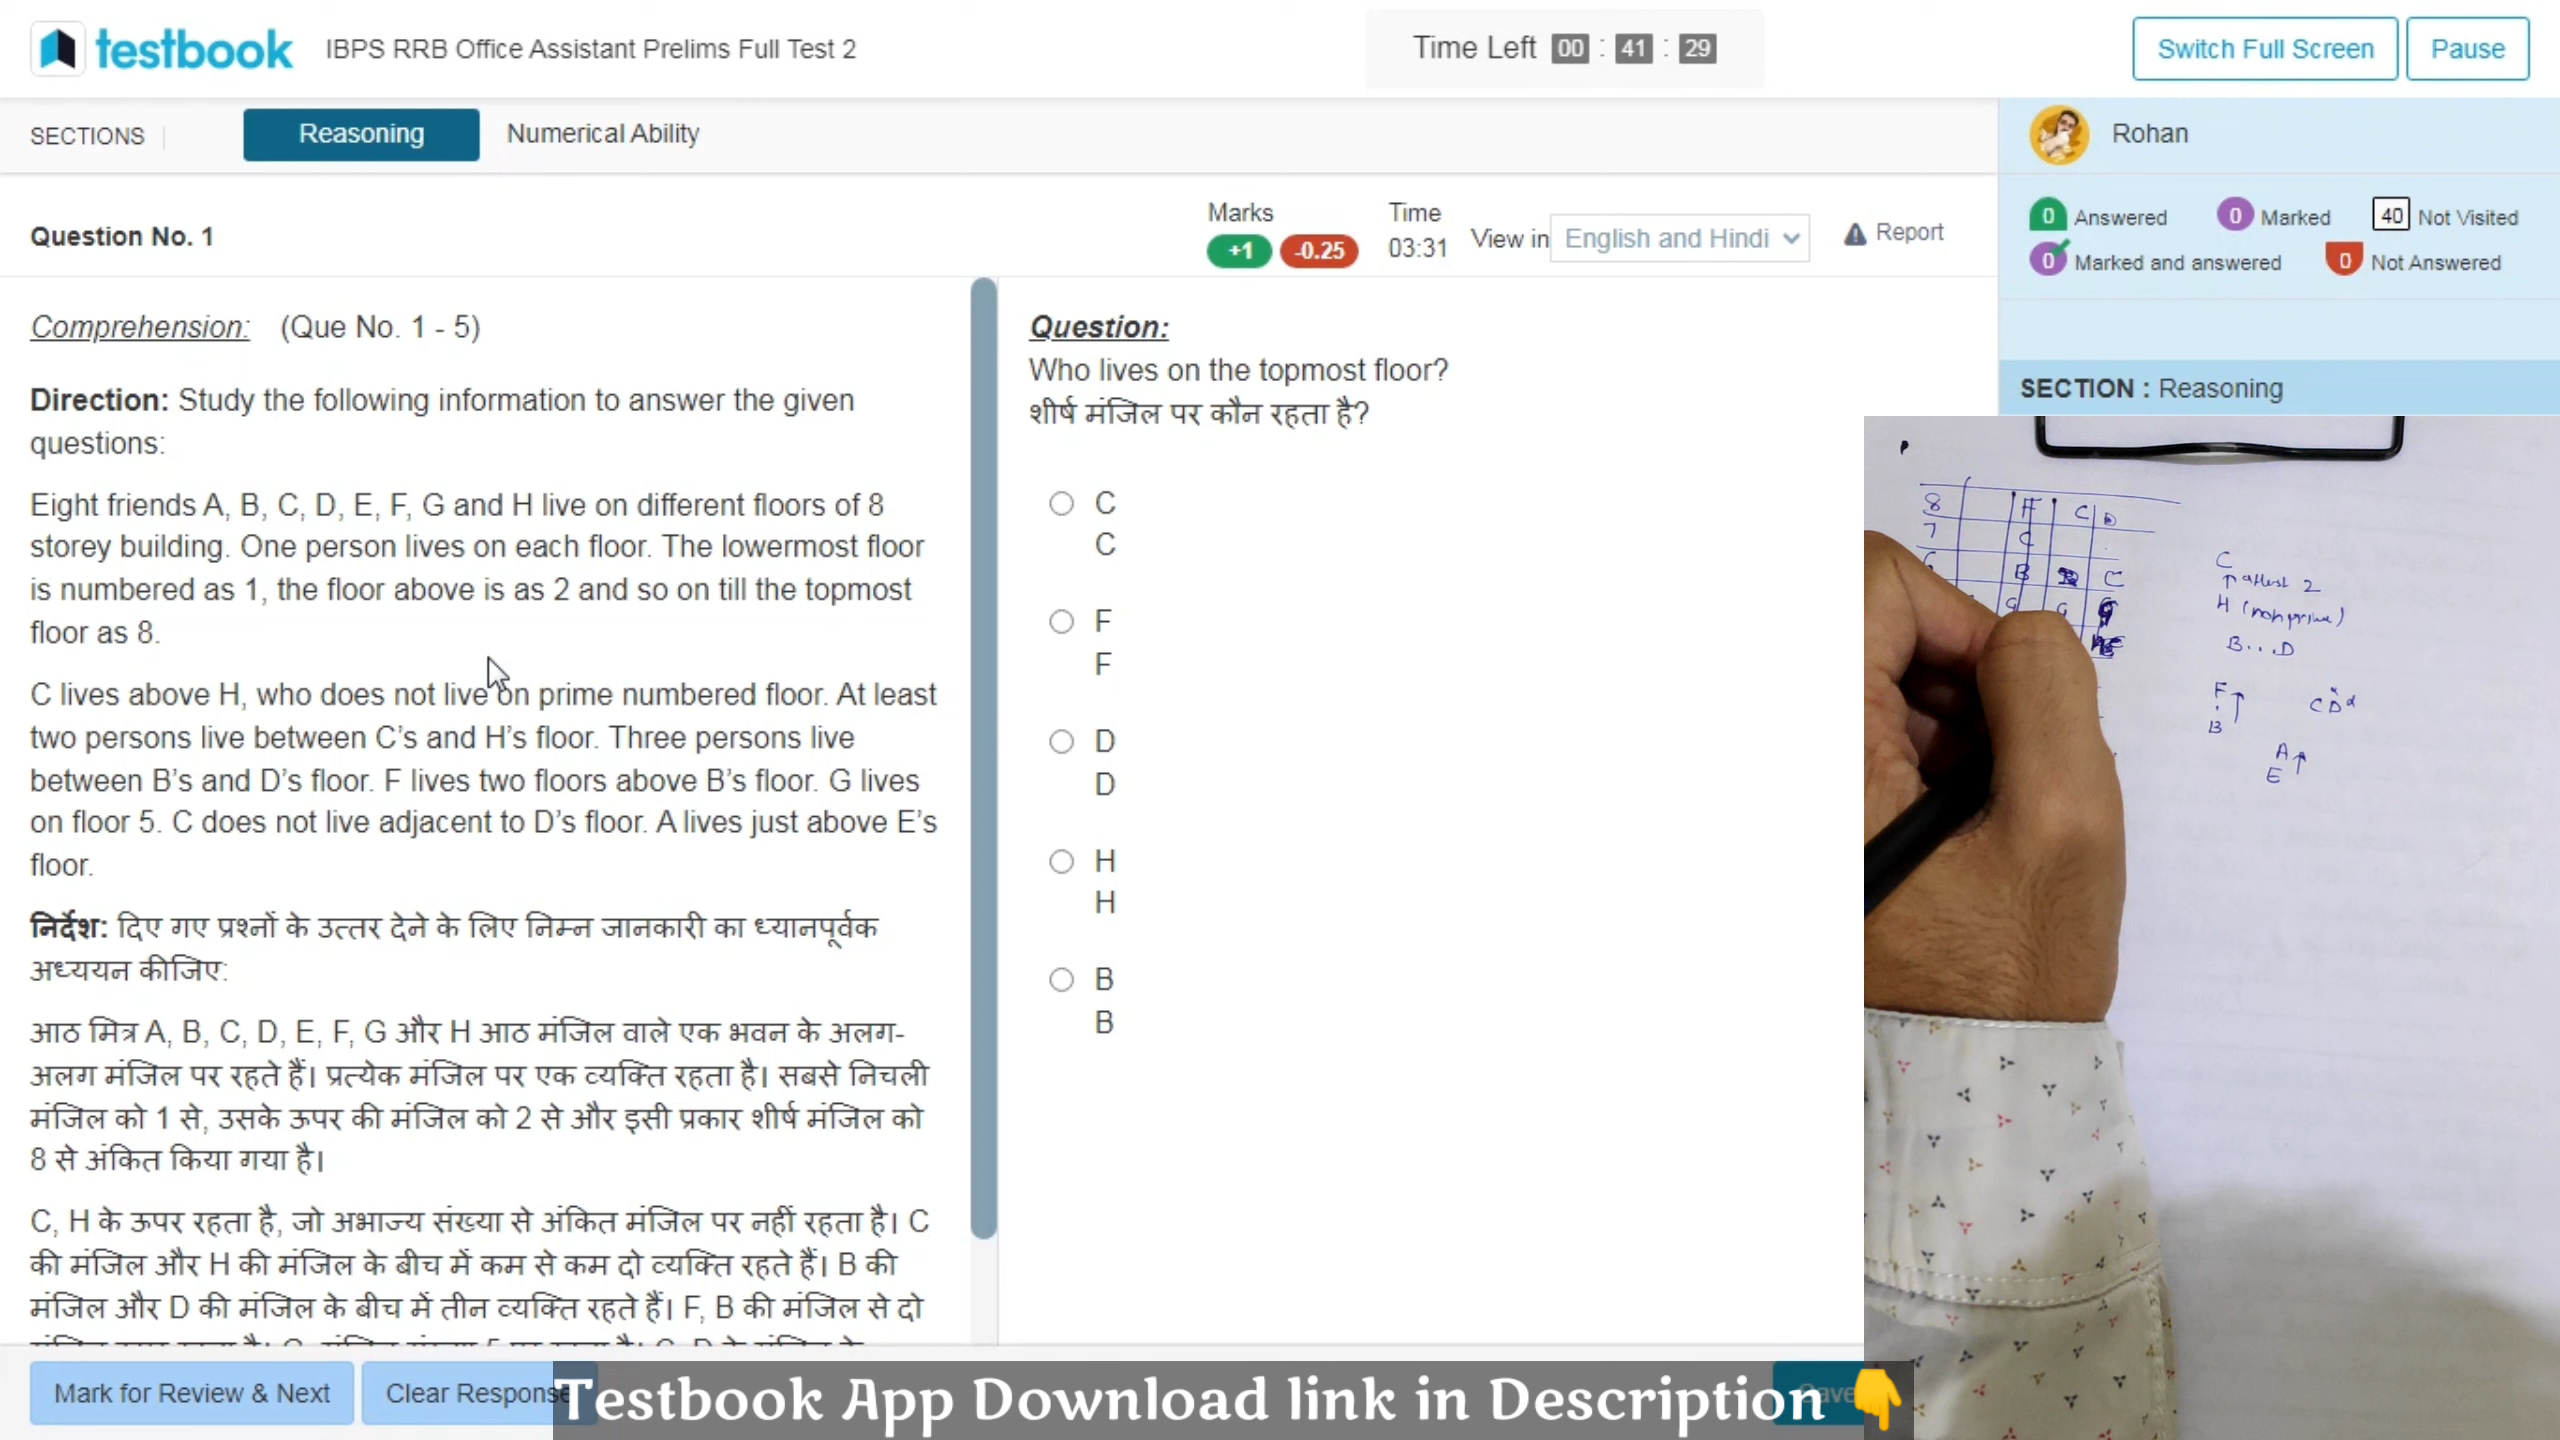 testbook IBPS RRB Office Assistant Prelims Full Test 2
Time Left 00 : 41 : 29
Switch Full Screen Pause
SECTIONS Reasoning Numerical Ability
Rohan
0 Answered 0 Marked 40 Not Visited
0 Marked and answered 0 Not Answered
SECTION : Reasoning
Question No. 1
Marks +1 -0.25
Time 03:31
View in English and Hindi
Report
Comprehension: (Que No. 1 - 5)
Direction: Study the following information to answer the given
questions:
Eight friends A, B, C, D, E, F, G and H live on different floors of 8
storey building. One person lives on each floor. The lowermost floor
is numbered as 1, the floor above is as 2 and so on till the topmost
floor as 8.
C lives above H, who does not live on prime numbered floor. At least
two persons live between C's and H's floor. Three persons live
between B's and D's floor. F lives two floors above B's floor. G lives
on floor 5. C does not live adjacent to D's floor. A lives just above E's
floor.
निर्देश: दिए गए प्रश्नों के उत्तर देने के लिए निम्न जानकारी का ध्यानपूर्वक
अध्ययन कीजिए:
आठ मित्र A, B, C, D, E, F, G और H आठ मंजिल वाले एक भवन के अलग-
अलग मंजिल पर रहते हैं। प्रत्येक मंजिल पर एक व्यक्ति रहता है। सबसे निचली
मंजिल को 1 से, उसके ऊपर की मंजिल को 2 से और इसी प्रकार शीर्ष मंजिल को
8 से अंकित किया गया है।
C, H के ऊपर रहता है, जो अभाज्य संख्या से अंकित मंजिल पर नहीं रहता है। C
की मंजिल और H की मंजिल के बीच में कम से कम दो व्यक्ति रहते हैं। B की
मंजिल और D की मंजिल के बीच में तीन व्यक्ति रहते हैं। F, B की मंजिल से दो
Question:
Who lives on the topmost floor?
शीर्ष मंजिल पर कौन रहता है?
C
C
F
F
D
D
H
H
B
B
8 F C D
7 C
B C
G G
C
↑ atlest 2
H (nonprime)
B...D
F
B
C D
A↑
E
Mark for Review & Next Clear Response
Testbook App Download link in Description 👇